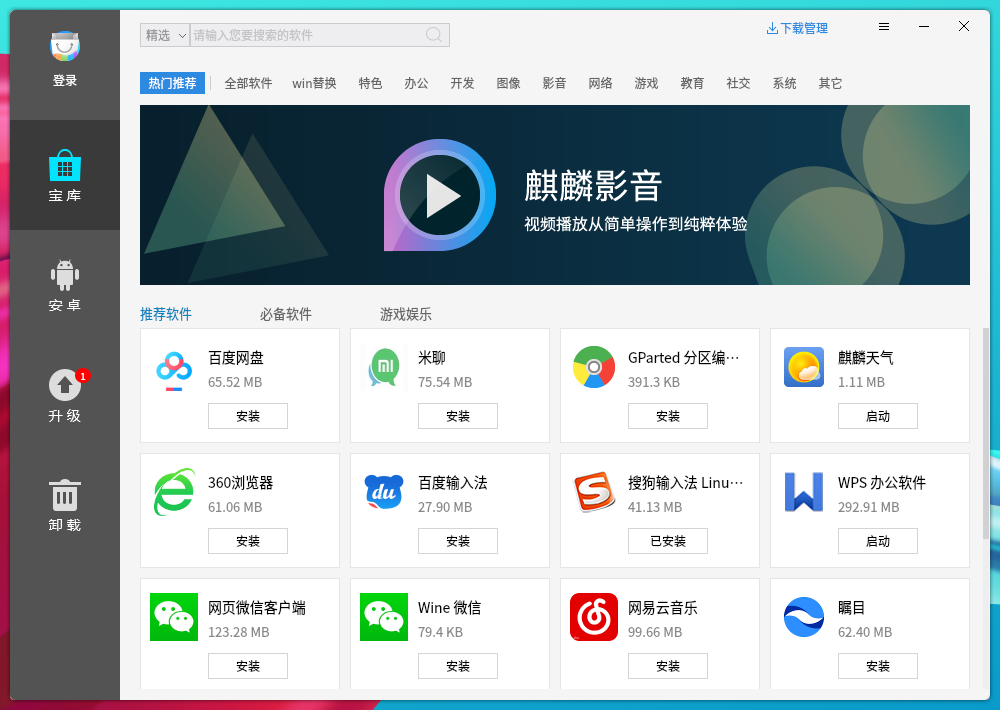 登录
宝 库
安 卓
1
升 级
卸 载
精选
请输入您要搜索的软件
下载管理
热门推荐 全部软件 win替换 特色 办公 开发 图像 影音 网络 游戏 教育 社交 系统 其它
麒麟影音
视频播放从简单操作到纯粹体验
推荐软件 必备软件 游戏娱乐
百度网盘
65.52 MB
安装
米聊
75.54 MB
安装
GParted 分区编···
391.3 KB
安装
麒麟天气
1.11 MB
启动
360浏览器
61.06 MB
安装
du
百度输入法
27.90 MB
安装
搜狗输入法 Linu···
41.13 MB
已安装
WPS 办公软件
292.91 MB
启动
网页微信客户端
123.28 MB
安装
Wine 微信
79.4 KB
安装
网易云音乐
99.66 MB
安装
瞩目
62.40 MB
安装